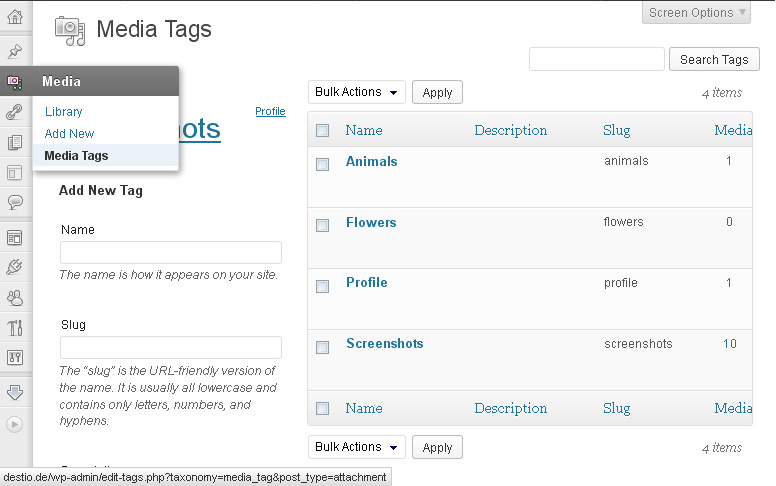 Media Tags
Screen Options
Search Tags
Media
Library
Add New
Media Tags
Profile
ots
Add New Tag
Name
The name is how it appears on your site.
Slug
The “slug” is the URL-friendly version of
the name. It is usually all lowercase and
contains only letters, numbers, and
hyphens.
Bulk Actions Apply 4 items
Name Description Slug Media
Animals animals 1
Flowers flowers 0
Profile profile 1
Screenshots screenshots 10
Name Description Slug Media
Bulk Actions Apply 4 items
destio.de/wp-admin/edit-tags.php?taxonomy=media_tag&post_type=attachment